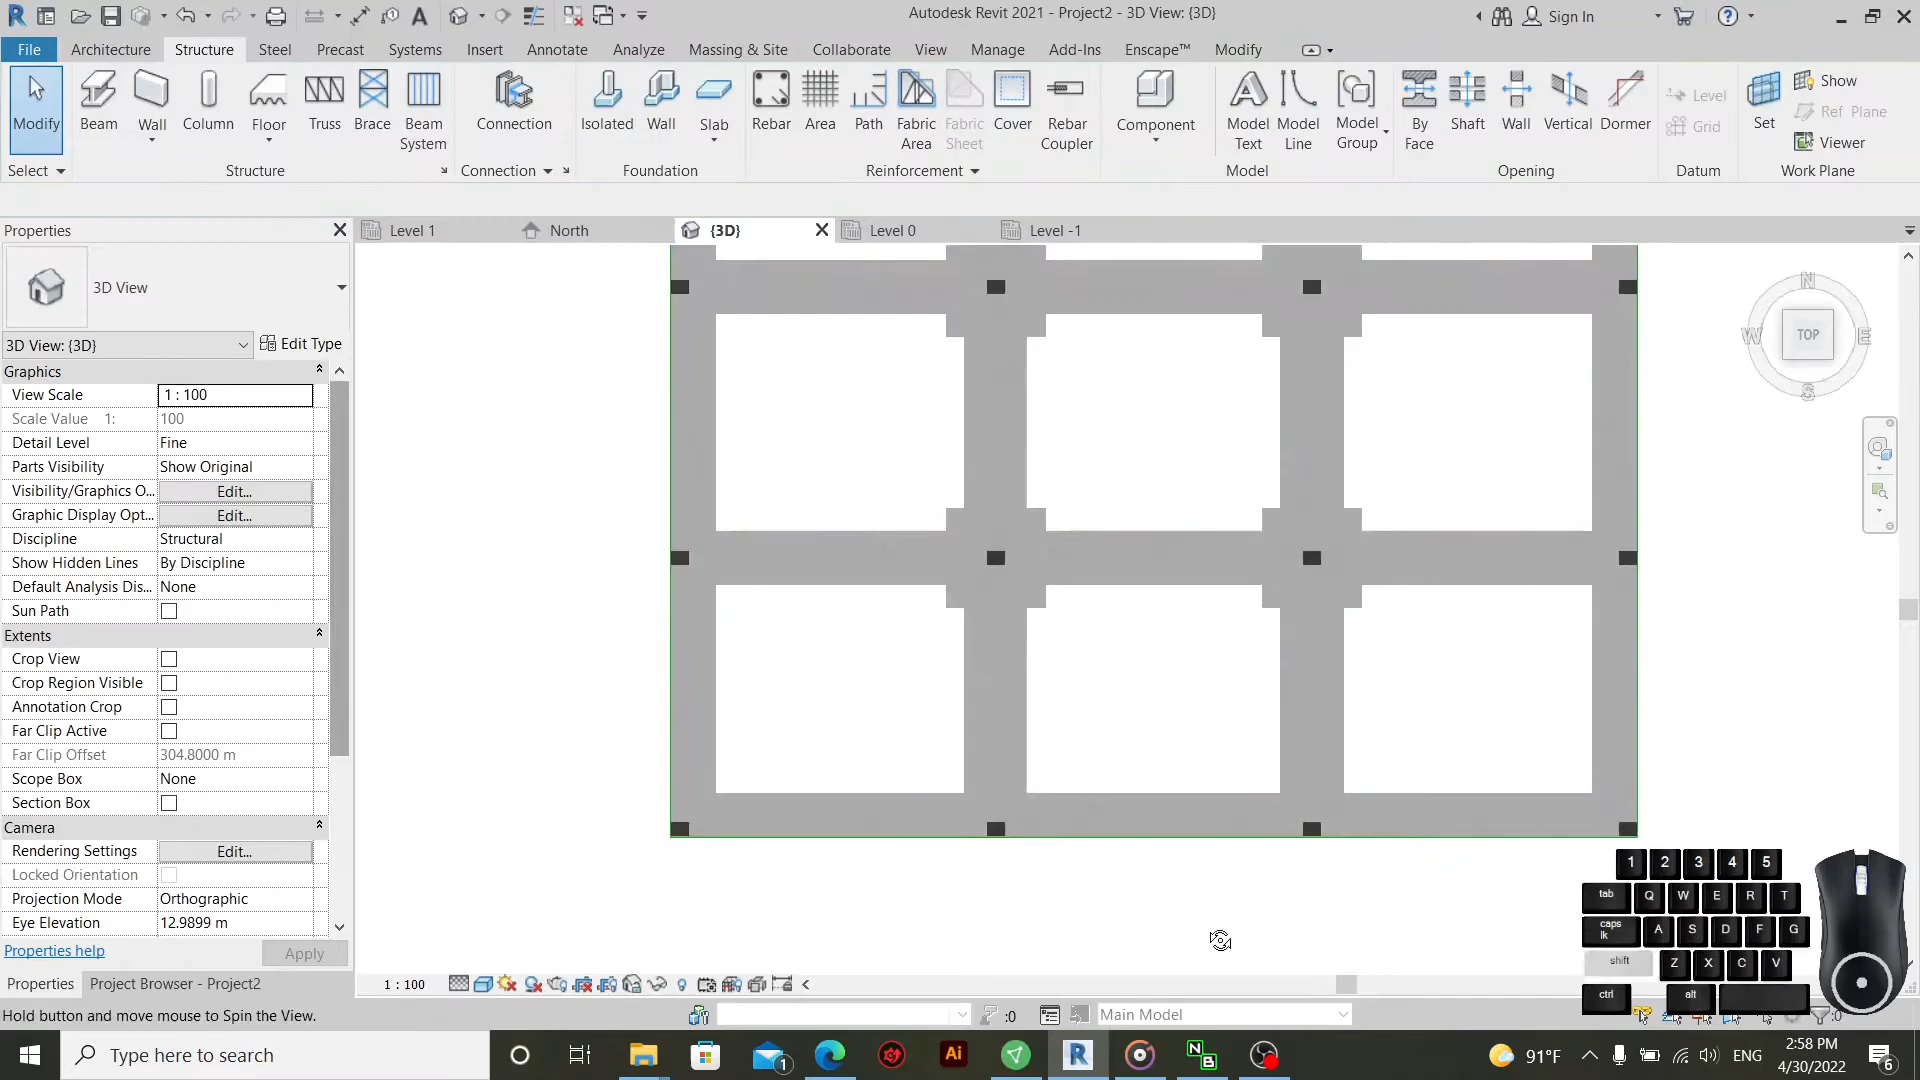 Autodesk Revit 2021 - Project2 - 3D View: {3D}
Sign In
File
Architecture
Structure
Steel
Precast
Systems
Insert
Annotate
Analyze
Massing & Site
Collaborate
View
Manage
Add-Ins
Enscape™
Modify
Modify
Beam
Wall
Column
Floor
Truss
Brace
Beam System
Connection
Isolated
Wall
Slab
Rebar
Area
Path
Fabric Area
Fabric Sheet
Cover
Rebar Coupler
Component
Model Text
Model Line
Model Group
By Face
Shaft
Wall
Vertical
Dormer
Level
Grid
Set
Show
Ref Plane
Viewer
Select
Structure
Connection
Foundation
Reinforcement
Model
Opening
Datum
Work Plane
Properties
Level 1
North
{3D}
Level 0
Level -1
3D View
3D View: {3D}
Edit Type
Graphics
View Scale 1 : 100
Scale Value 1: 100
Detail Level Fine
Parts Visibility Show Original
Visibility/Graphics O... Edit...
Graphic Display Opt... Edit...
Discipline Structural
Show Hidden Lines By Discipline
Default Analysis Dis... None
Sun Path
Extents
Crop View
Crop Region Visible
Annotation Crop
Far Clip Active
Far Clip Offset 304.8000 m
Scope Box None
Section Box
Camera
Rendering Settings Edit...
Locked Orientation
Projection Mode Orthographic
Eye Elevation 12.9899 m
Properties help
Apply
Properties
Project Browser - Project2
N
W
TOP
E
S
1 2 3 4 5
tab Q W E R T
caps lk A S D F G
shift Z X C V
ctrl alt
1 : 100
Hold button and move mouse to Spin the View.
:0
Main Model
:0
Type here to search
1
Ai
N
B
91°F
ENG
2:58 PM
4/30/2022
6